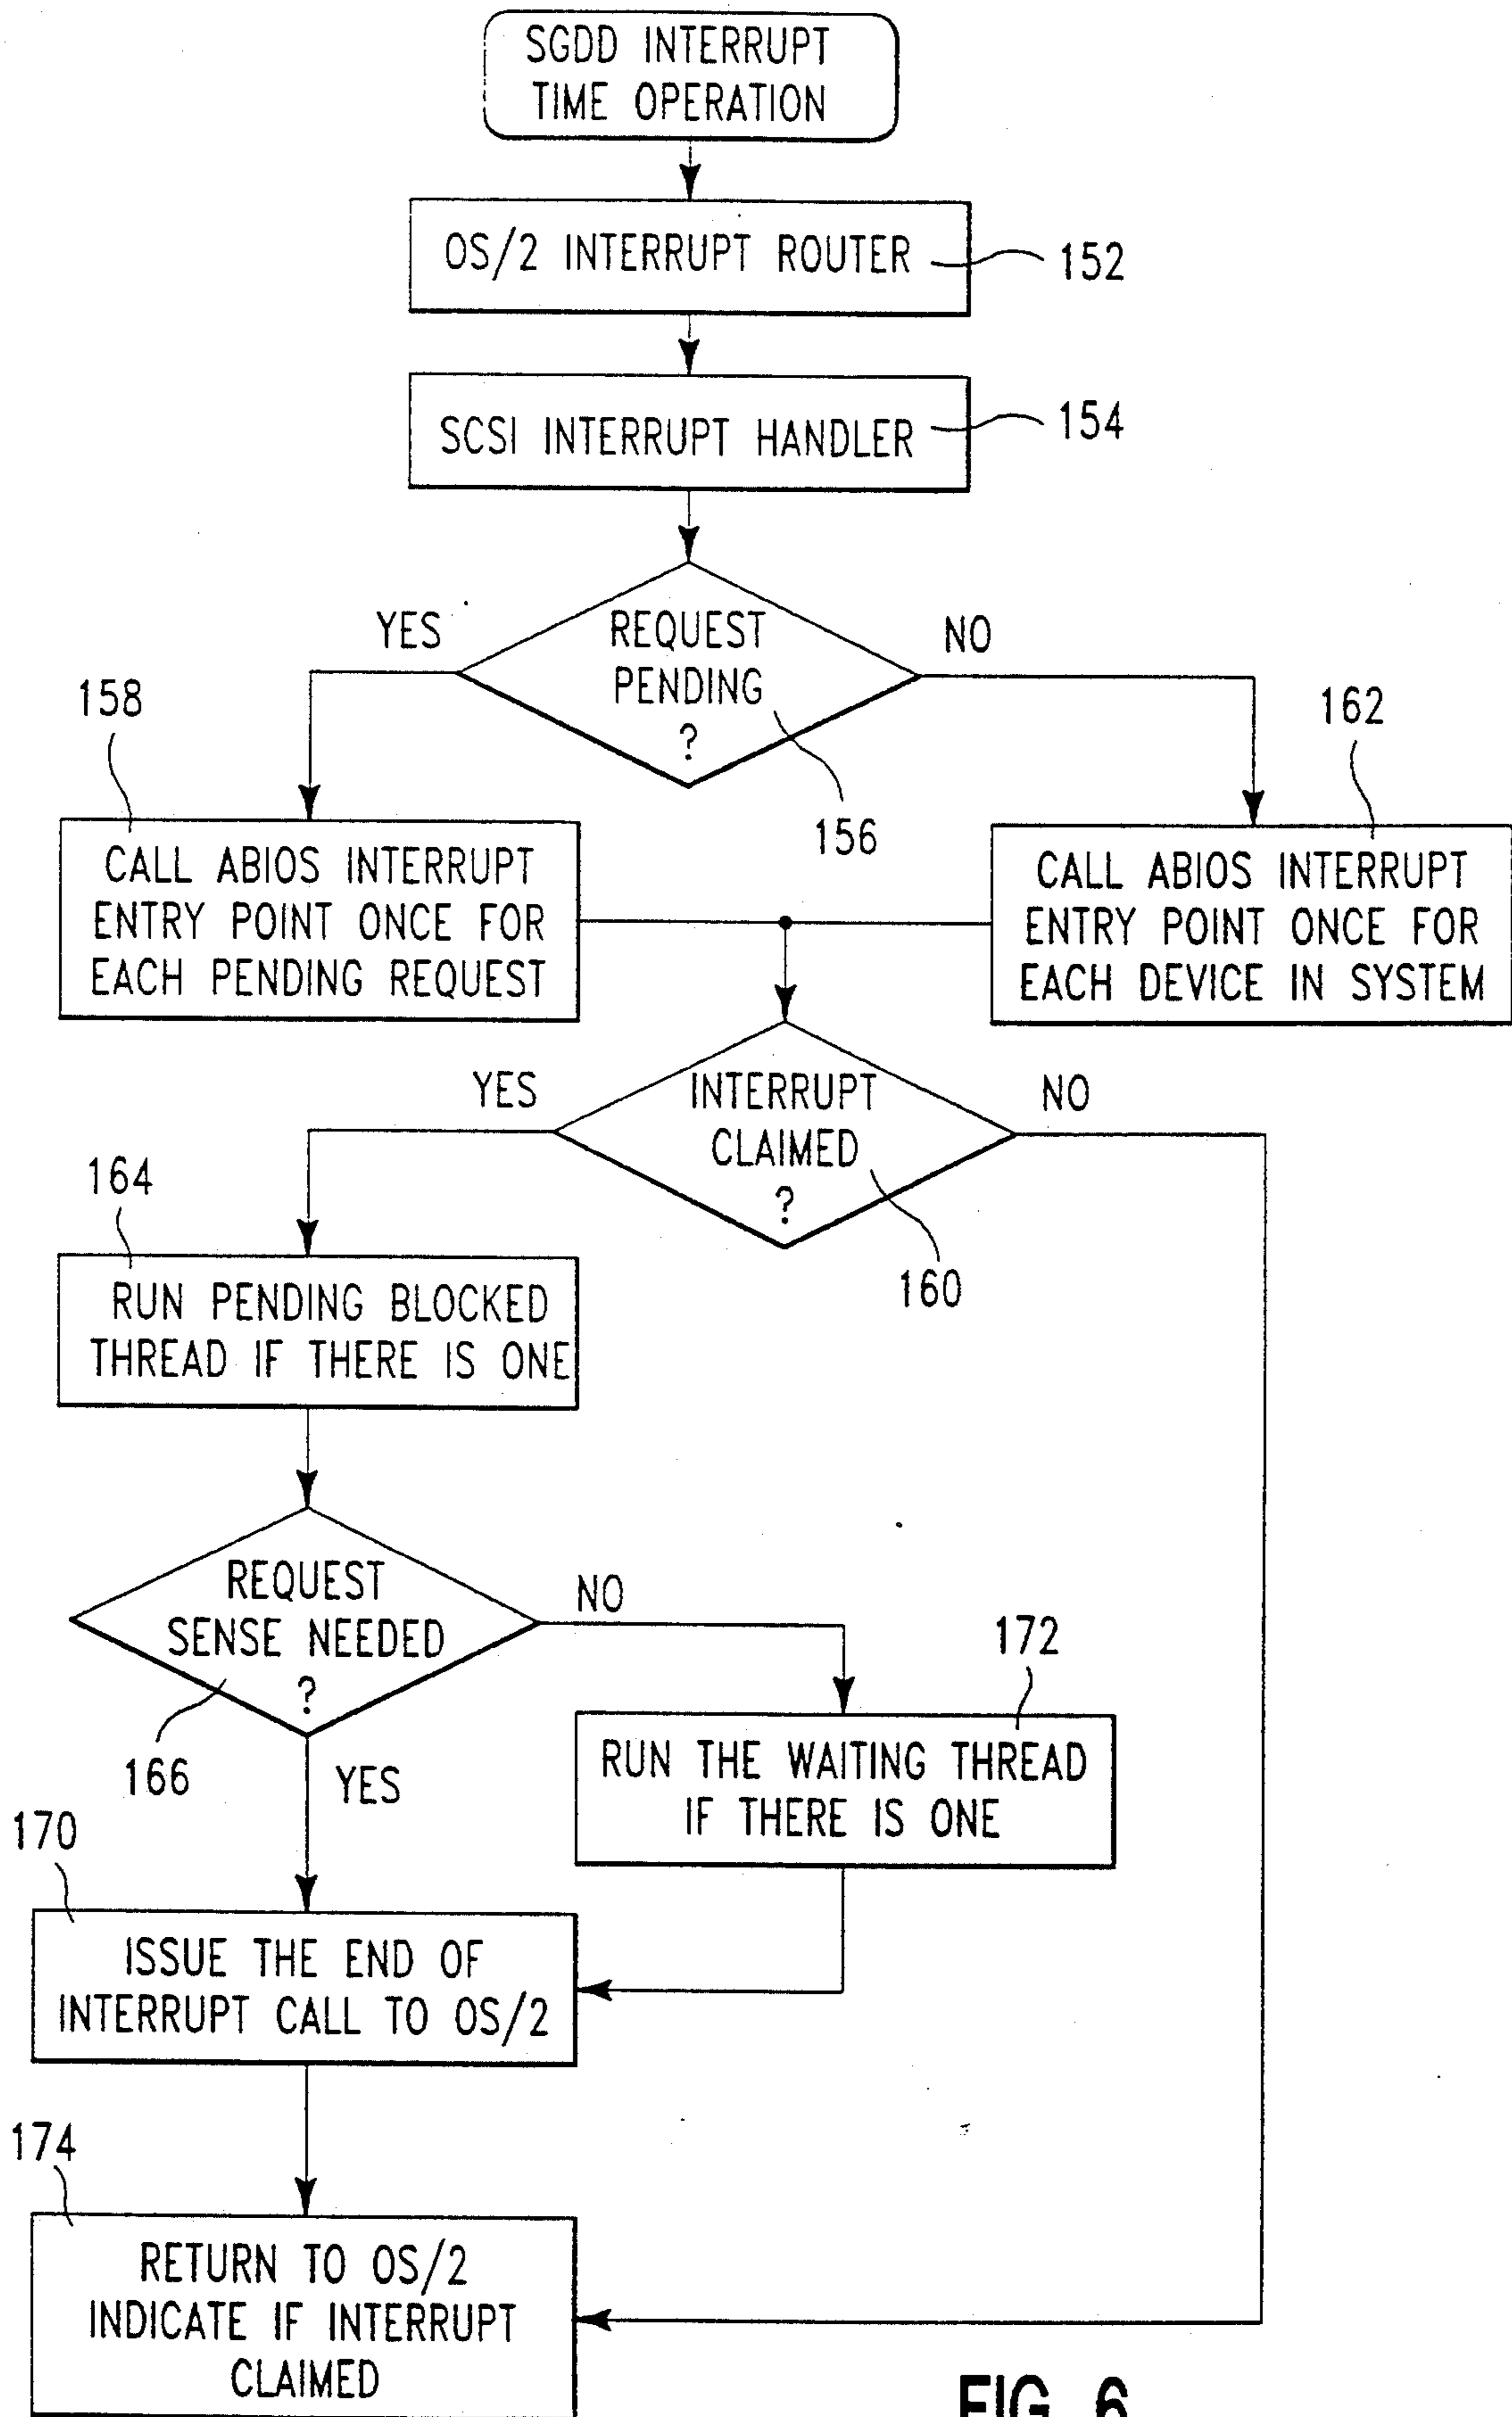 SGDD INTERRUPT
TIME OPERATION
OS/2 INTERRUPT ROUTER
152
SCSI INTERRUPT HANDLER
154
YES
REQUEST
PENDING
?
NO
156
158
CALL ABIOS INTERRUPT
ENTRY POINT ONCE FOR
EACH PENDING REQUEST
162
CALL ABIOS INTERRUPT
ENTRY POINT ONCE FOR
EACH DEVICE IN SYSTEM
YES
INTERRUPT
CLAIMED
?
NO
160
164
RUN PENDING BLOCKED
THREAD IF THERE IS ONE
REQUEST
SENSE NEEDED
?
NO
166
YES
172
RUN THE WAITING THREAD
IF THERE IS ONE
170
ISSUE THE END OF
INTERRUPT CALL TO OS/2
174
RETURN TO OS/2
INDICATE IF INTERRUPT
CLAIMED
FIG. 6